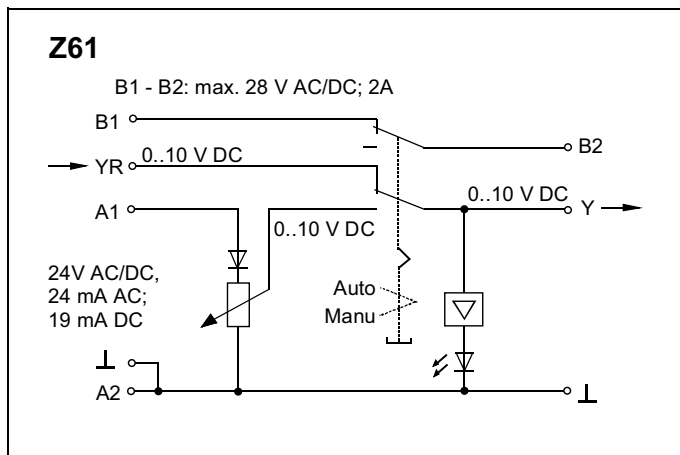 Z61
B1 - B2: max. 28 V AC/DC; 2A
B1
B2
YR
0..10 V DC
0..10 V DC
Y
A1
0..10 V DC
24V AC/DC,
24 mA AC;
19 mA DC
Auto
Manu
A2